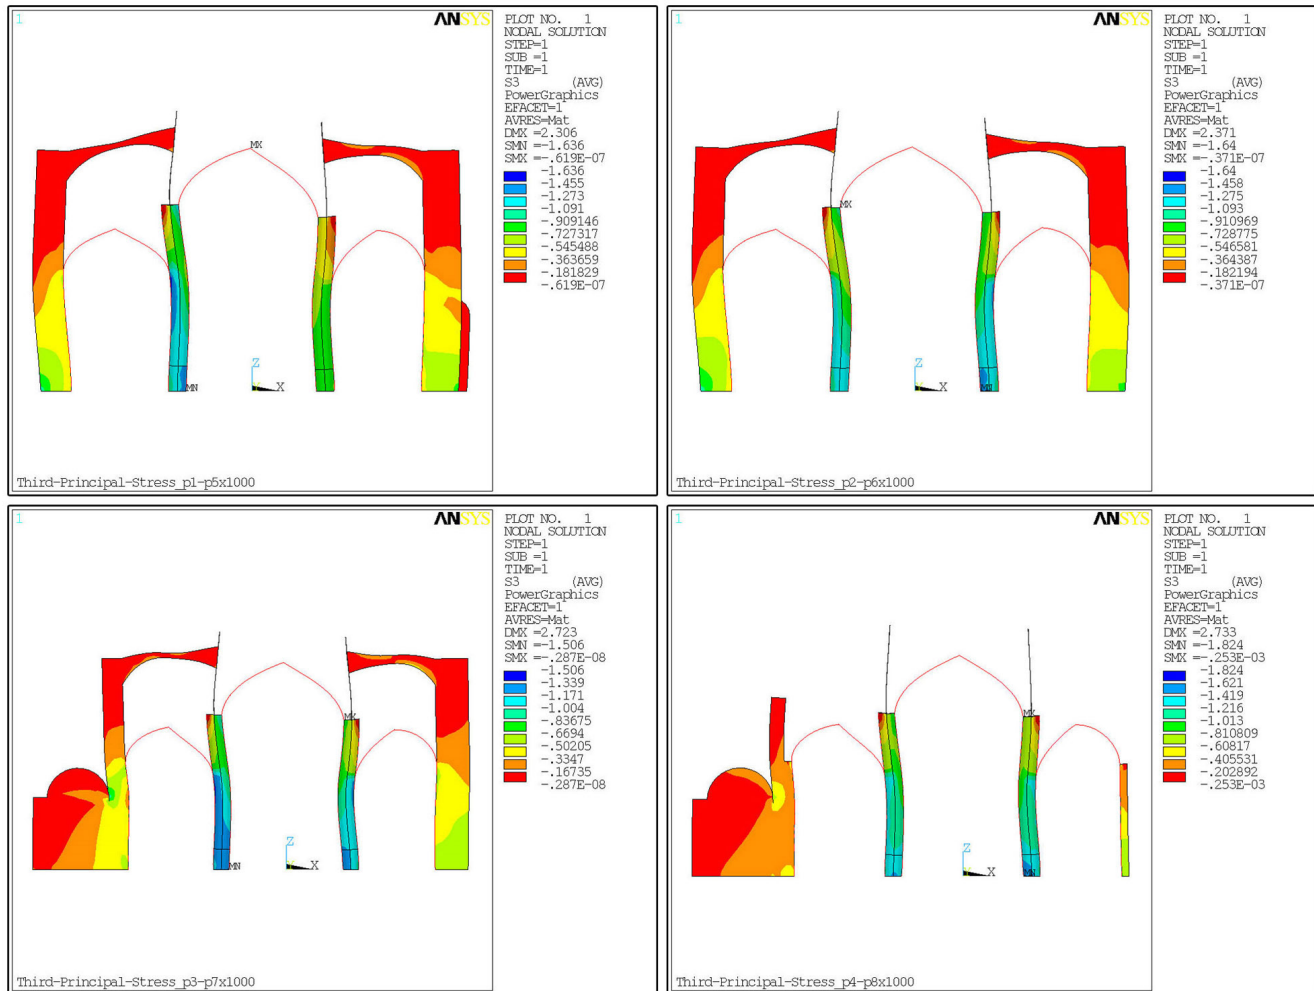 1
ANSYS
PLOT NO. 1
NODAL SOLUTION
STEP=1
SUB =1
TIME=1
S3 (AVG)
PowerGraphics
EFACET=1
AVRES=Mat
DMX =2.306
SMN =-1.636
SMX =-.619E-07
-1.636
-1.455
-1.273
-1.091
-.909146
-.727317
-.545488
-.363659
-.181829
-.619E-07
MX
MN
Z
X
Third-Principal-Stress_p1-p5x1000
1
ANSYS
PLOT NO. 1
NODAL SOLUTION
STEP=1
SUB =1
TIME=1
S3 (AVG)
PowerGraphics
EFACET=1
AVRES=Mat
DMX =2.371
SMN =-1.64
SMX =-.371E-07
-1.64
-1.458
-1.275
-1.093
-.910969
-.728775
-.546581
-.364387
-.182194
-.371E-07
MX
MN
Z
X
Third-Principal-Stress_p2-p6x1000
1
ANSYS
PLOT NO. 1
NODAL SOLUTION
STEP=1
SUB =1
TIME=1
S3 (AVG)
PowerGraphics
EFACET=1
AVRES=Mat
DMX =2.723
SMN =-1.506
SMX =-.287E-08
-1.506
-1.339
-1.171
-1.004
-.83675
-.6694
-.50205
-.3347
-.16735
-.287E-08
MX
MN
Z
X
Third-Principal-Stress_p3-p7x1000
1
ANSYS
PLOT NO. 1
NODAL SOLUTION
STEP=1
SUB =1
TIME=1
S3 (AVG)
PowerGraphics
EFACET=1
AVRES=Mat
DMX =2.733
SMN =-1.824
SMX =-.253E-03
-1.824
-1.621
-1.419
-1.216
-1.013
-.810809
-.60817
-.405531
-.202892
-.253E-03
MX
MN
Z
X
Third-Principal-Stress_p4-p8x1000